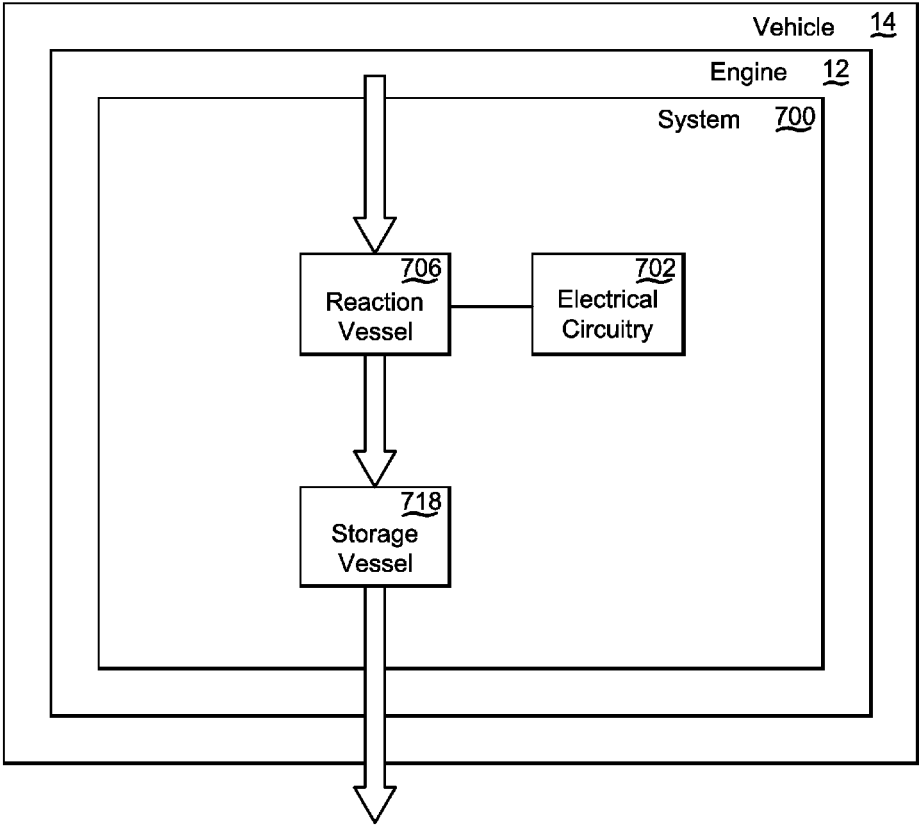 Vehicle 14
Engine 12
System 700
706
Reaction
Vessel
702
Electrical
Circuitry
718
Storage
Vessel